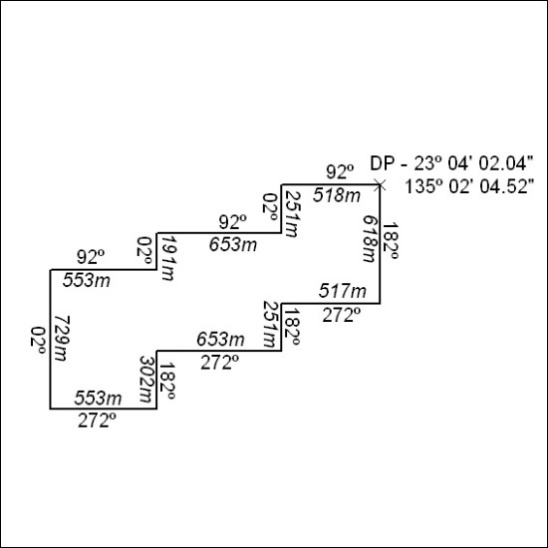 DP - 23º 04' 02.04"
135º 02' 04.52"
92º
518m
02º
251m
92º
653m
182º
618m
02º
191m
92º
553m
517m
272º
251m
182º
02º
729m
653m
272º
302m
182º
553m
272º